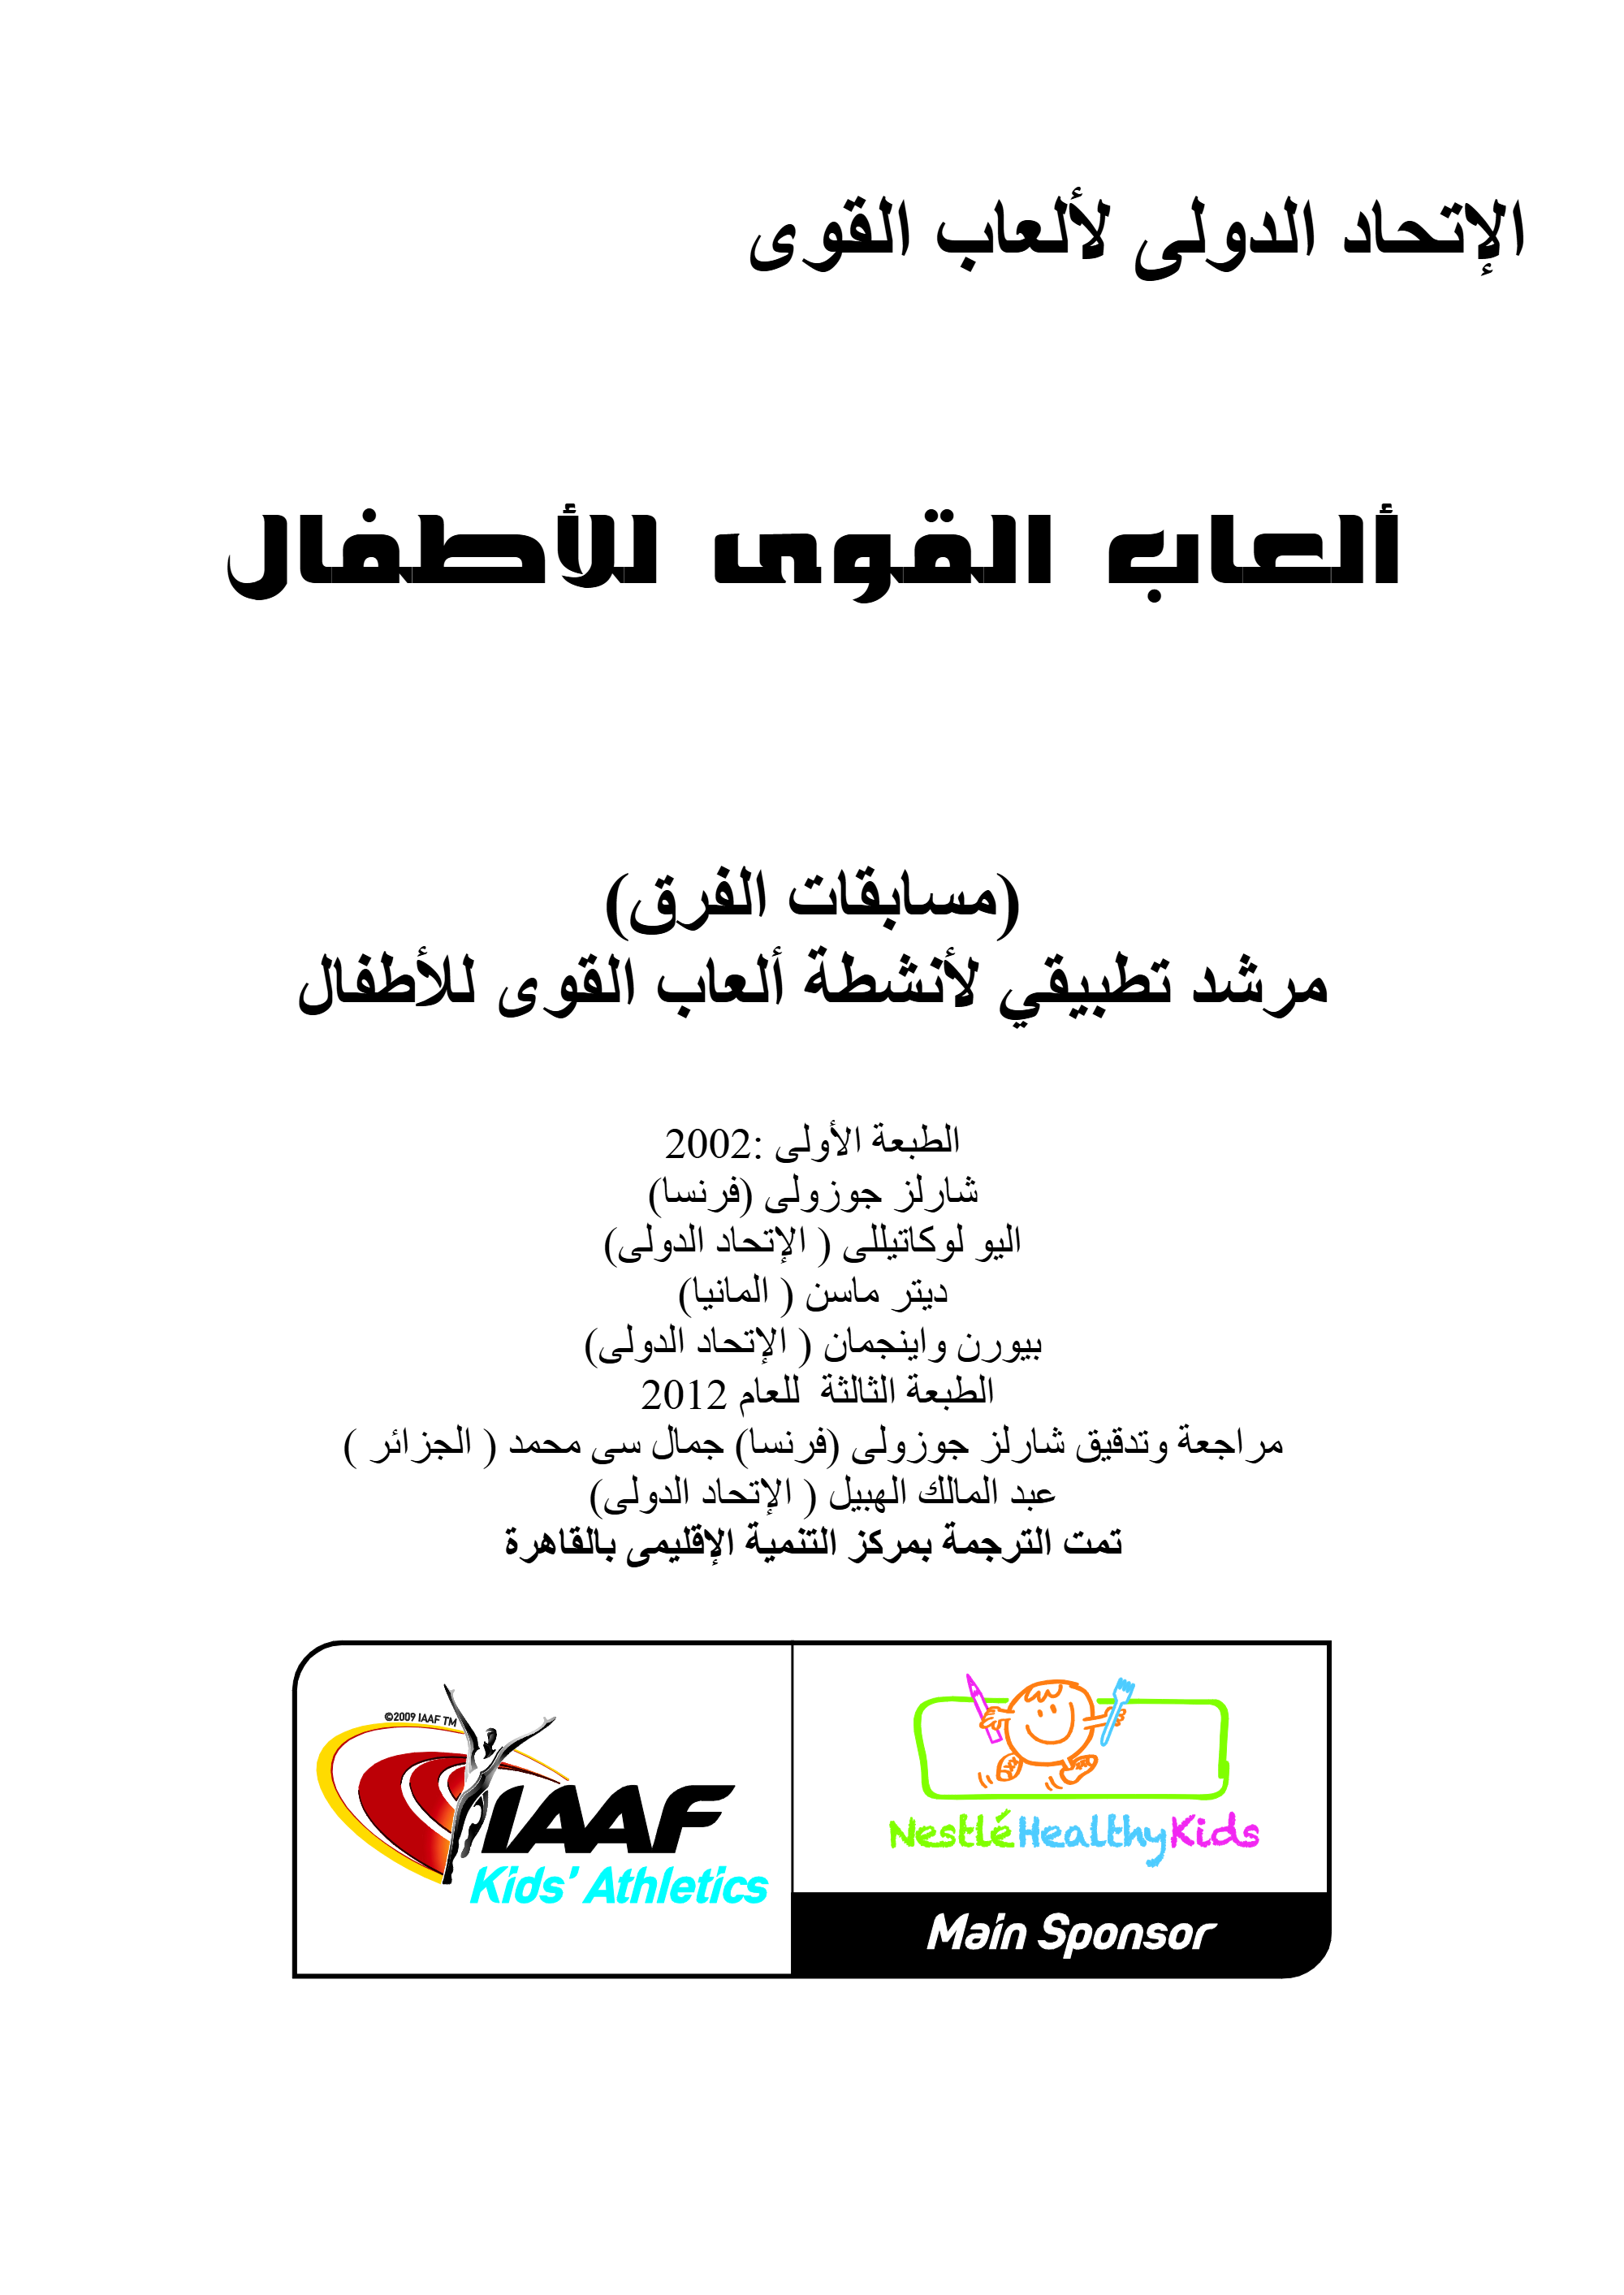 الإتحاد الدولى لألعاب القوى
ألعاب القوى للأطفال
(مسابقات الفرق)
مرشد تطبيقي لأنشطة ألعاب القوى للأطفال
الطبعة الأولى :2002
شارلز جوزولى (فرنسا)
اليو لوكاتيللى ( الإتحاد الدولى)
ديتر ماسن ( المانيا)
بيورن واينجمان ( الإتحاد الدولى)
الطبعة الثالثة للعام 2012
مراجعة وتدقيق شارلز جوزولى (فرنسا) جمال سى محمد ( الجزائر )
عبد المالك الهبيل ( الإتحاد الدولى)
تمت الترجمة بمركز التنمية الإقليمى بالقاهرة
©2009 IAAF TM
IAAF
Kids' Athletics
NestléHealthyKids
Main Sponsor